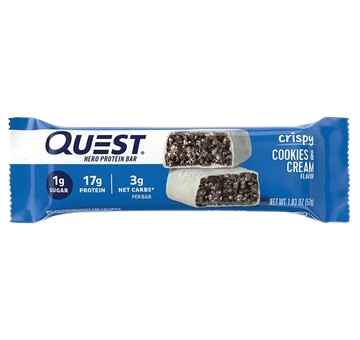 QUEST
HERO PROTEIN BAR
1g
SUGAR
17g
PROTEIN
3g
NET CARBS*
PER BAR
crispy
COOKIES &
CREAM
FLAVOR
NET WT 1.83 OZ (52g)